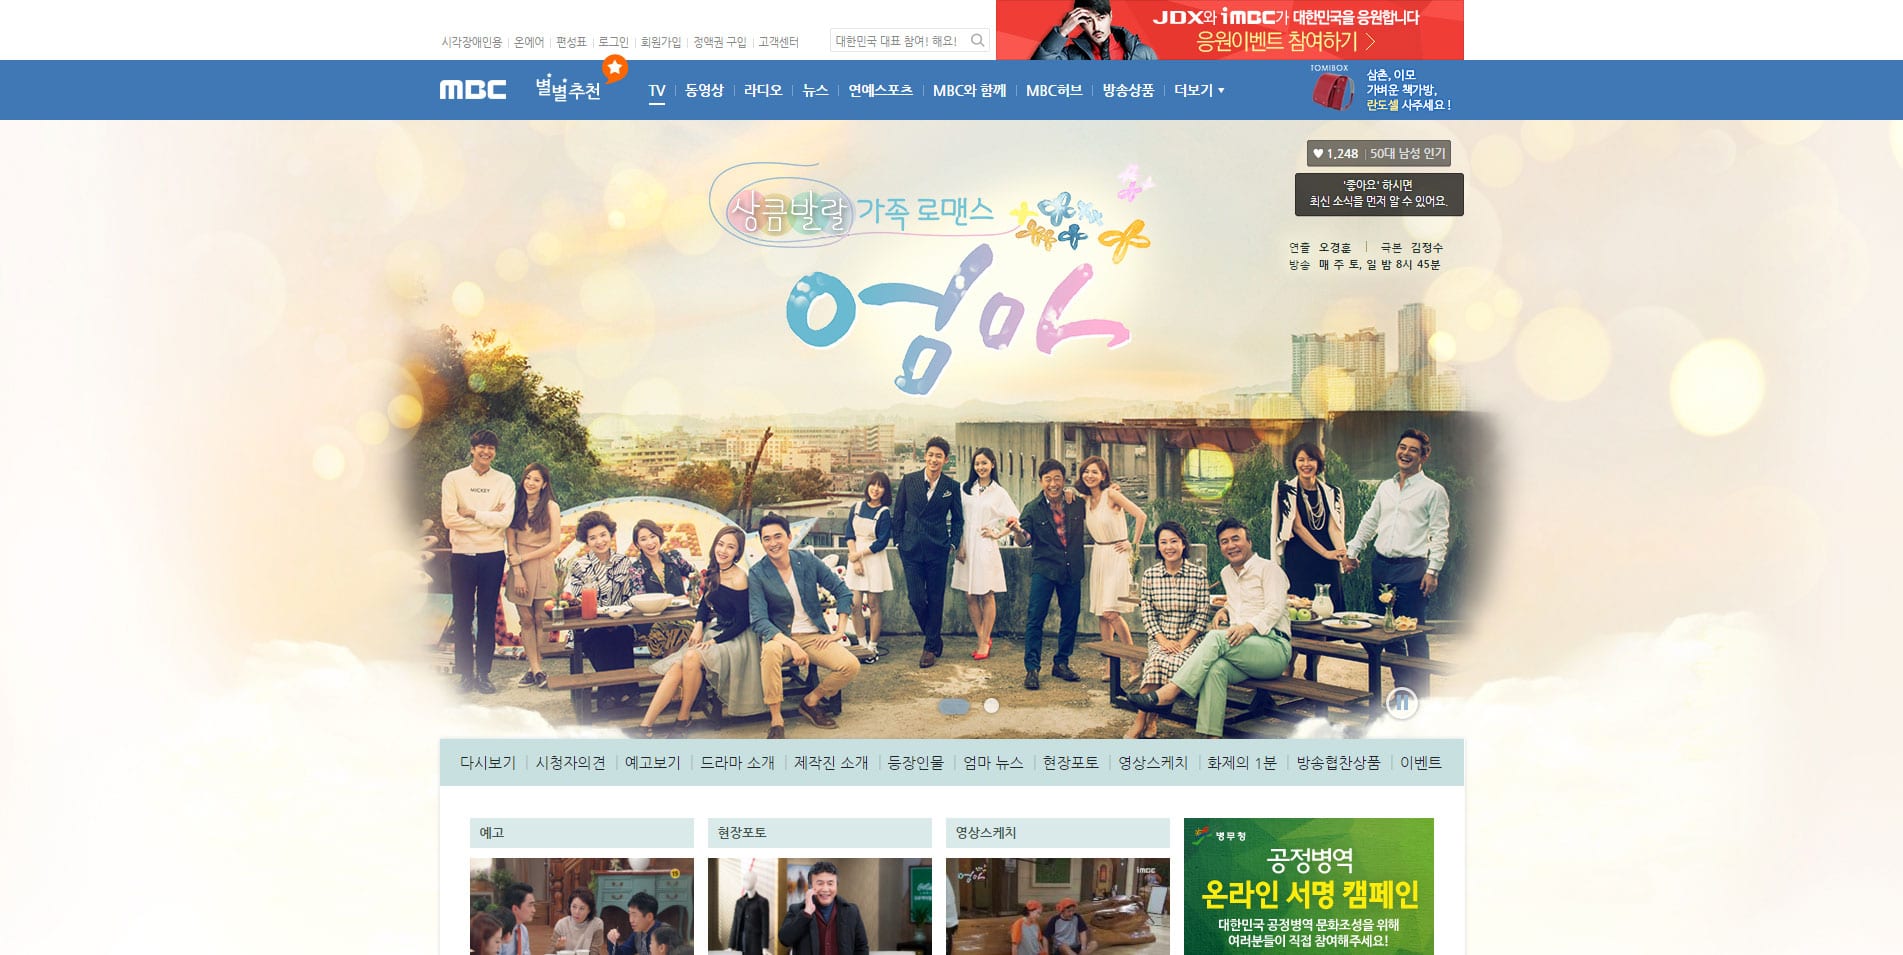 시각장애인용 온에어 편성표 로그인 회원가입 정액권 구입 고객센터
대한민국 대표 참여! 해요!
JDX와 iMBC가 대한민국을 응원합니다
응원이벤트 참여하기 >
MBC 별별추천 TV 동영상 라디오 뉴스 연예스포츠 MBC와 함께 MBC허브 방송상품 더보기
TOMIBOX
삼촌, 이모
가벼운 책가방,
란도셀 사주세요!
♥ 1,248 50대 남성 인기
'좋아요' 하시면
최신 소식을 먼저 알 수 있어요.
상큼발랄 가족 로맨스
엄마
연출 오경훈 | 극본 김정수
방송 매 주 토, 일 밤 8시 45분
MICKEY
다시보기 시청자의견 예고보기 드라마 소개 제작진 소개 등장인물 엄마 뉴스 현장포토 영상스케치 화제의 1분 방송협찬상품 이벤트
예고
현장포토
영상스케치
15
엄마
iMBC
병무청
공정병역
온라인 서명 캠페인
대한민국 공정병역 문화조성을 위해
여러분들이 직접 참여해주세요!